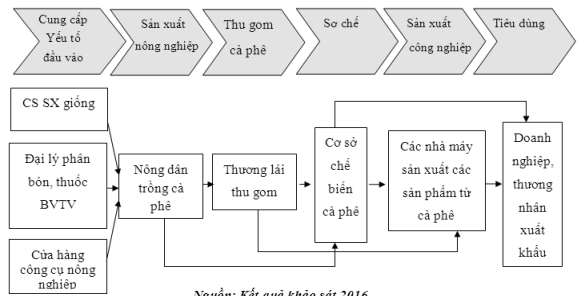 Cung cấp
Yếu tố
đầu vào
Sản xuất
nông nghiệp
Thu gom
cà phê
Sơ chế
Sản xuất
công nghiệp
Tiêu dùng
CS SX giống
Đại lý phân
bón, thuốc
BVTV
Cửa hàng
công cụ nông
nghiệp
Nông dân
trồng cà
phê
Thương lái
thu gom
Cơ sở
chế
biến
cà phê
Các nhà máy
sản xuất các
sản phẩm từ
cà phê
Doanh
nghiệp,
thương
nhân
xuất
khẩu
Nguồn: Kết quả khảo sát 2016